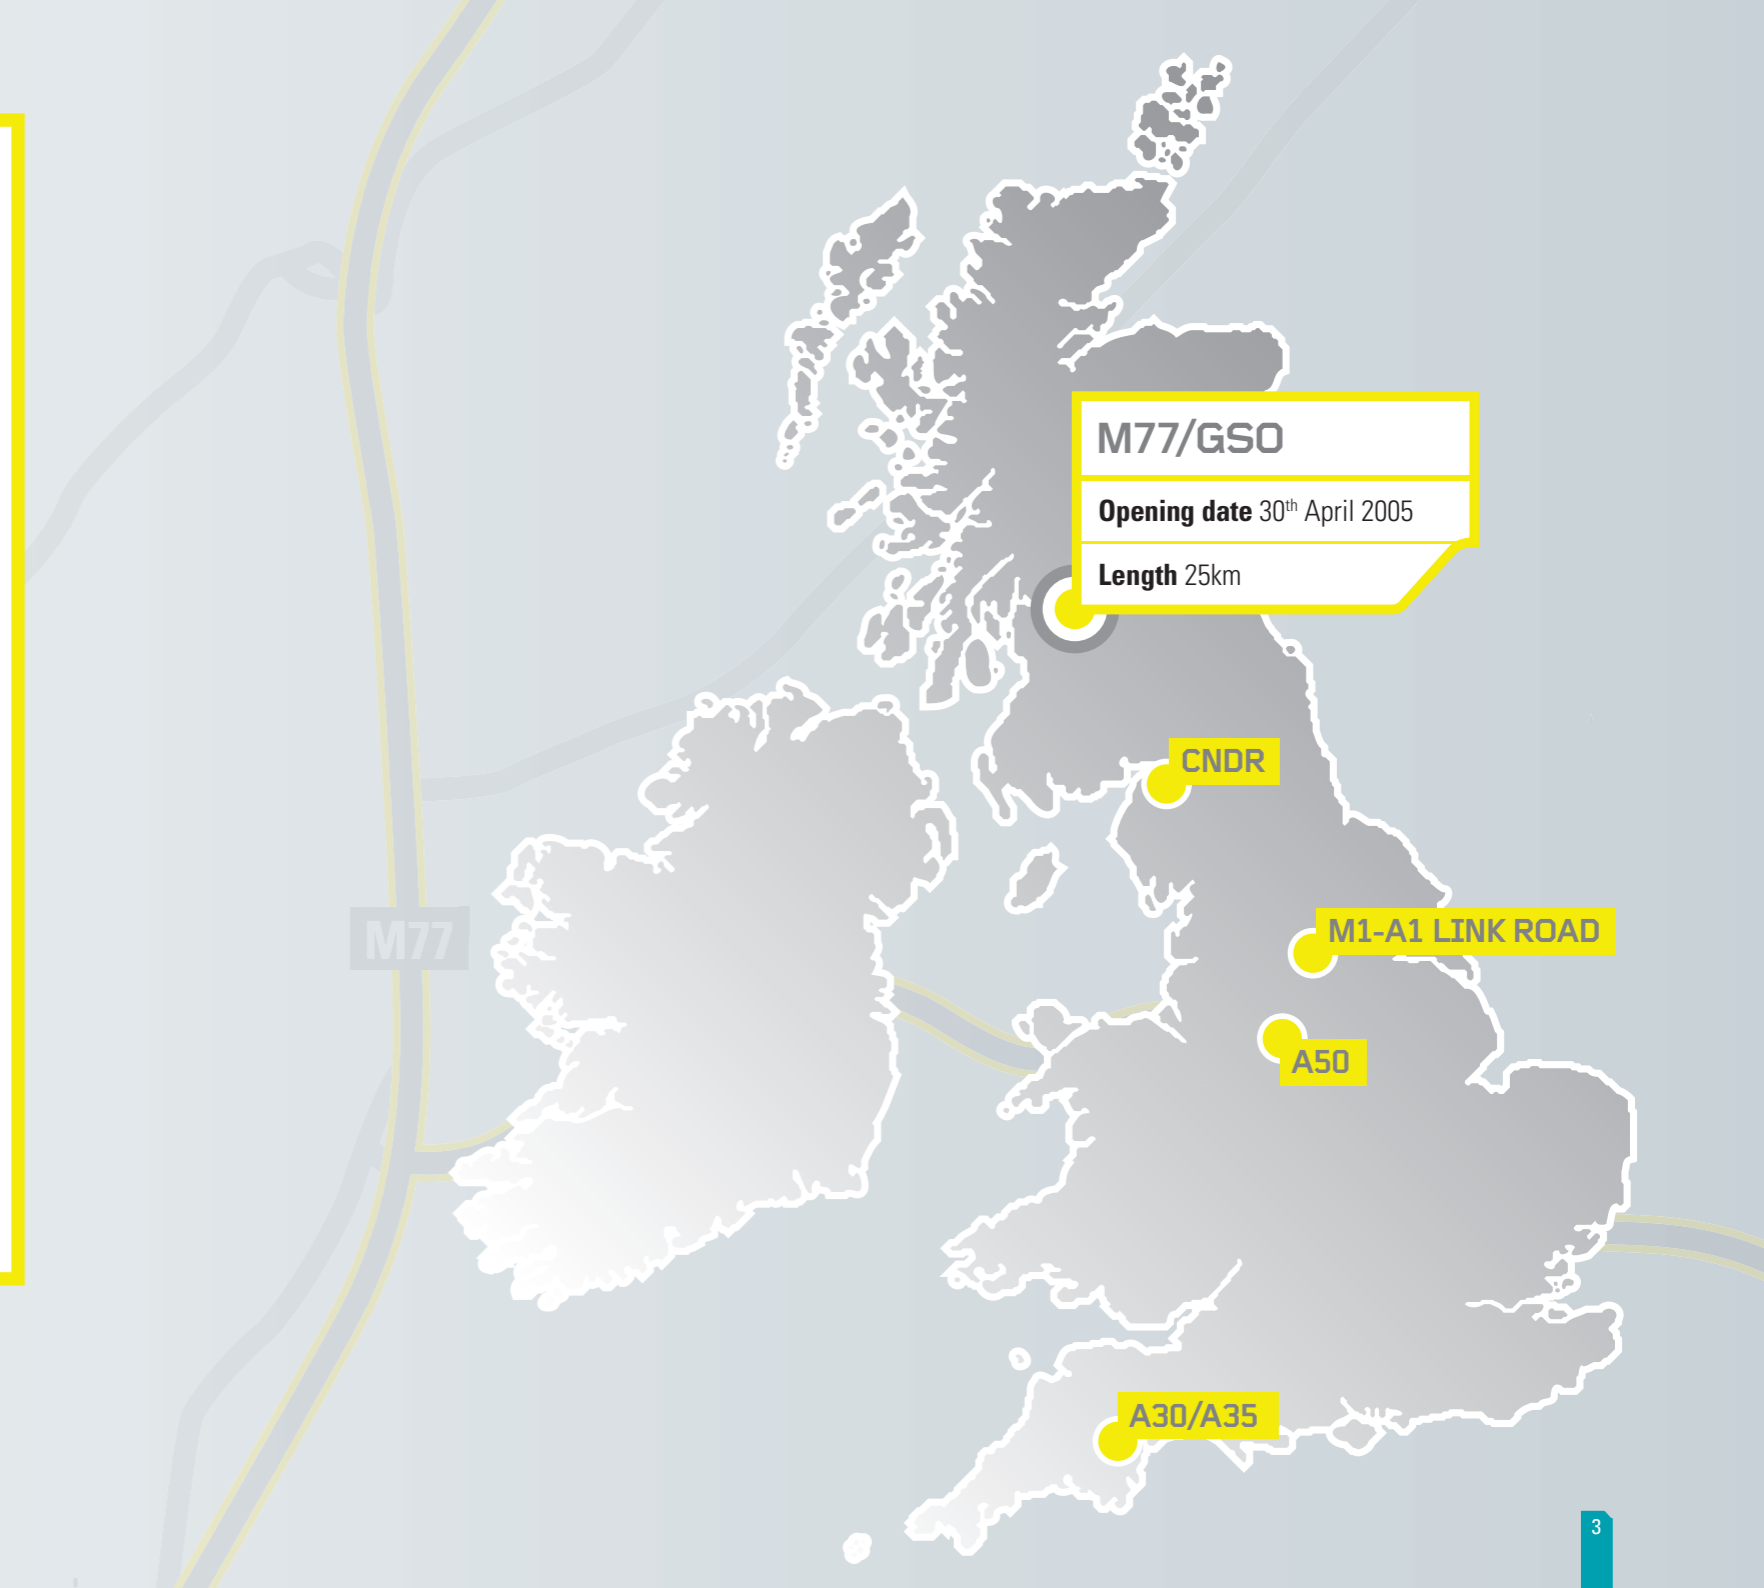 M77/GSO
Opening date 30th April 2005
Length 25km
CNDR
M1-A1 LINK ROAD
M77
A50
A30/A35
3